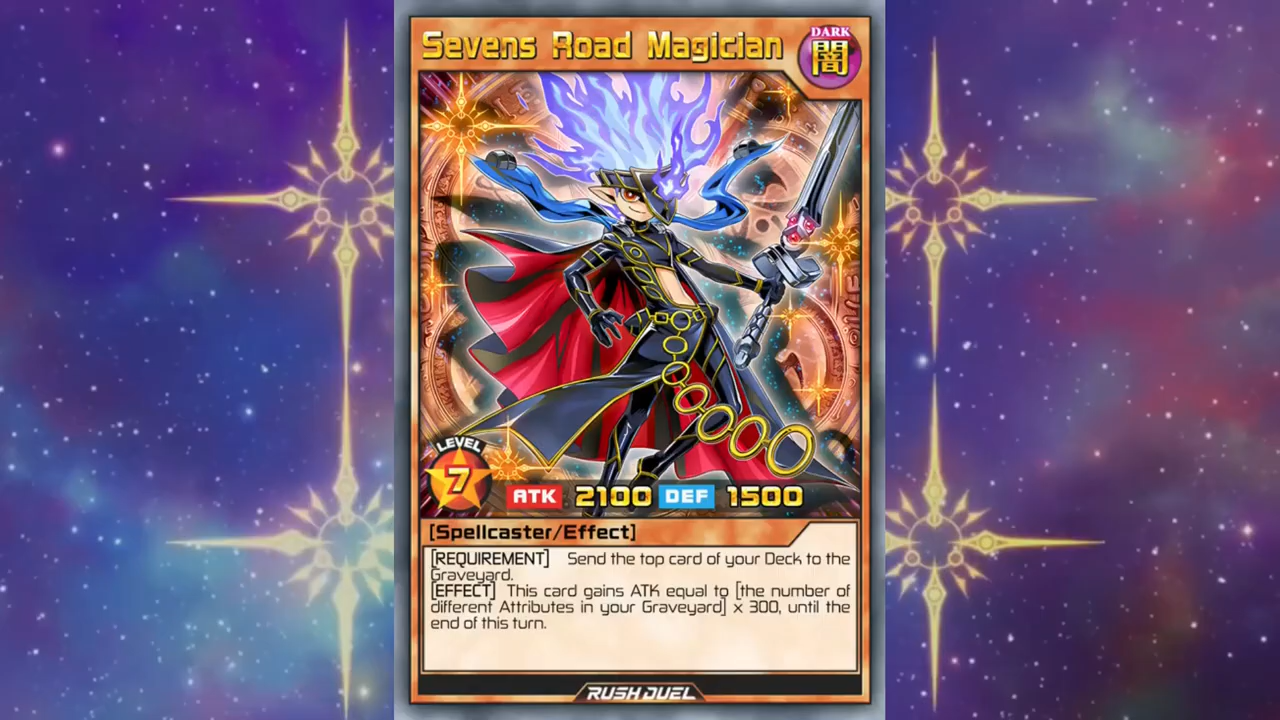 Sevens Road Magician
DARK
闇
LEVEL
7
ATK 2100 DEF 1500
[Spellcaster/Effect]
[REQUIREMENT] Send the top card of your Deck to the
Graveyard.
[EFFECT] This card gains ATK equal to [the number of
different Attributes in your Graveyard] x 300, until the
end of this turn.
RUSH DUEL